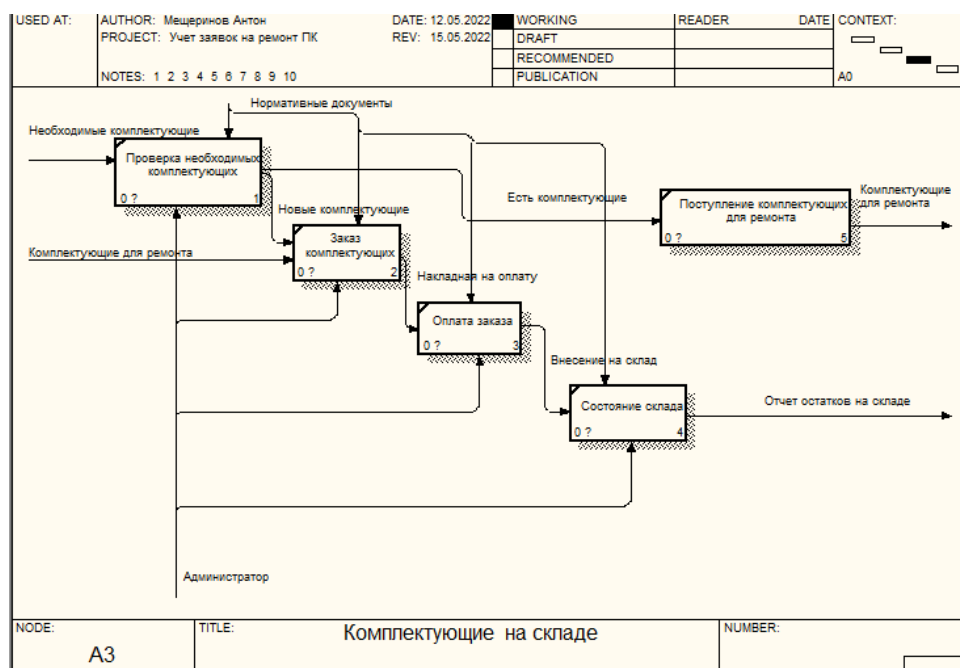 USED AT:
AUTHOR: Мещеринов Антон
DATE: 12.05.2022
WORKING
READER
DATE
CONTEXT:
PROJECT: Учет заявок на ремонт ПК
REV: 15.05.2022
DRAFT
RECOMMENDED
NOTES: 1 2 3 4 5 6 7 8 9 10
PUBLICATION
A0
Нормативные документы
Необходимые комплектующие
Проверка необходимых
комплектующих
0 ?
1
Есть комплектующие
Поступление комплектующих
для ремонта
0 ?
5
Комплектующие
для ремонта
Новые комплектующие
Заказ
комплектующих
0 ?
2
Комплектующие для ремонта
Накладная на оплату
Оплата заказа
0 ?
3
Внесение на склад
Состояние склада
0 ?
4
Отчет остатков на складе
Администратор
NODE:
A3
TITLE:
Комплектующие на складе
NUMBER: